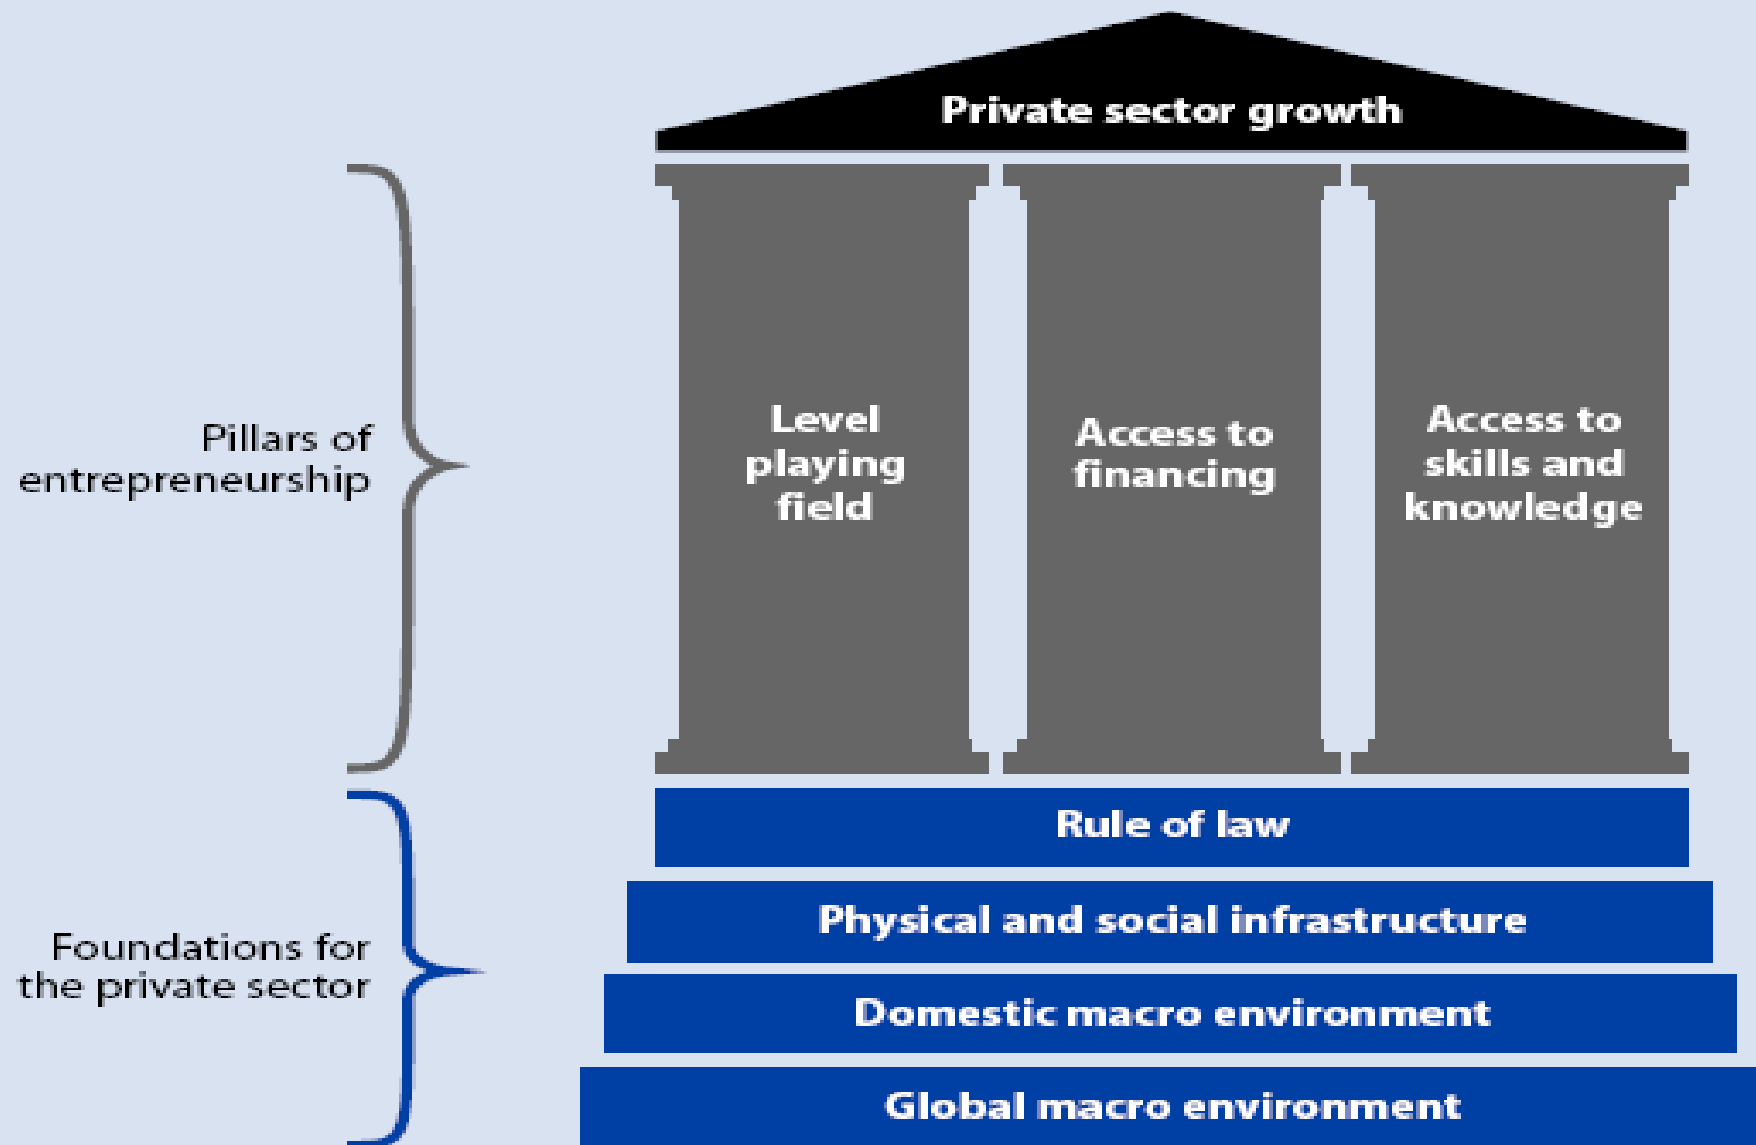 Private sector growth
Pillars of
entrepreneurship
Level
playing
field
Access to
financing
Access to
skills and
knowledge
Foundations for
the private sector
Rule of law
Physical and social infrastructure
Domestic macro environment
Global macro environment